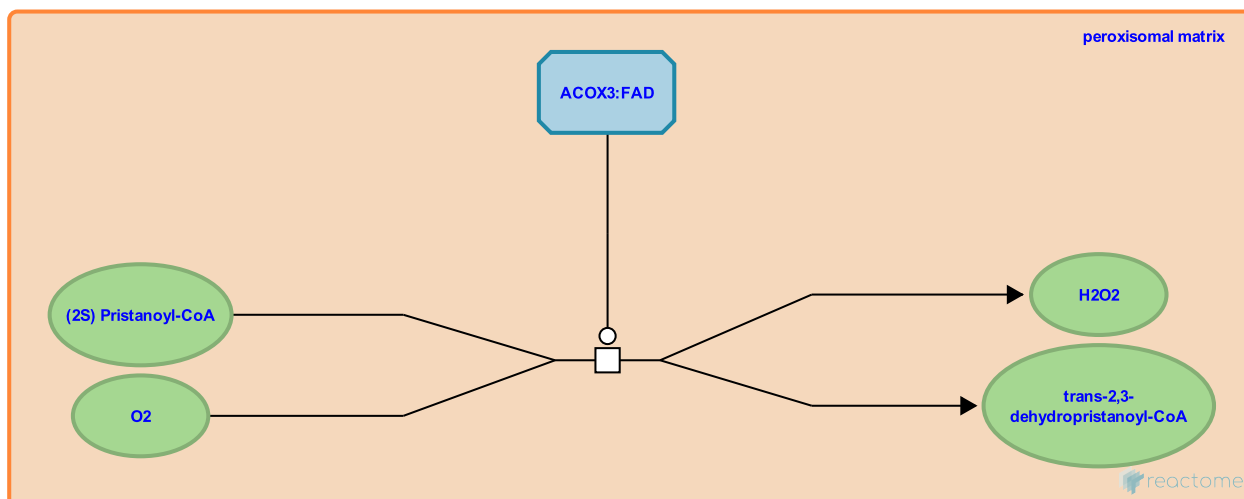 peroxisomal matrix
ACOX3:FAD
(2S) Pristanoyl-CoA
H2O2
O2
trans-2,3-
dehydropristanoyl-CoA
reactome